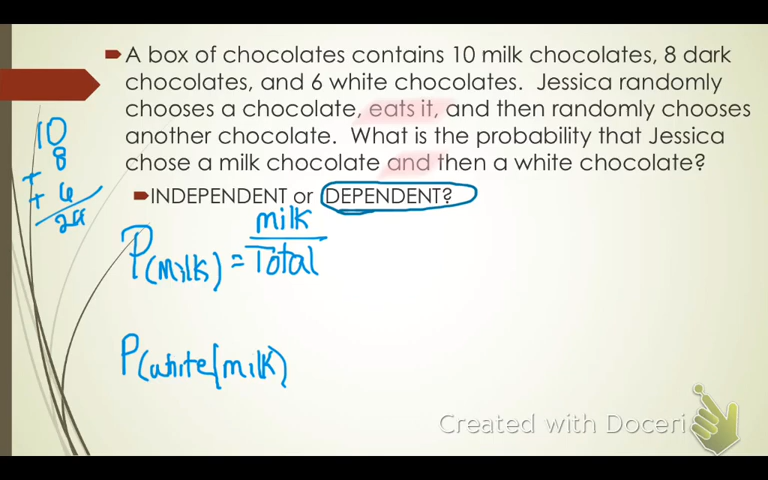 A box of chocolates contains 10 milk chocolates, 8 dark
chocolates, and 6 white chocolates. Jessica randomly
chooses a chocolate, eats it, and then randomly chooses
another chocolate. What is the probability that Jessica
chose a milk chocolate and then a white chocolate?
INDEPENDENT or DEPENDENT?
10
8
+
+ 6
24
milk
P(milk) = Total
P(white|milk)
Created with Doceri